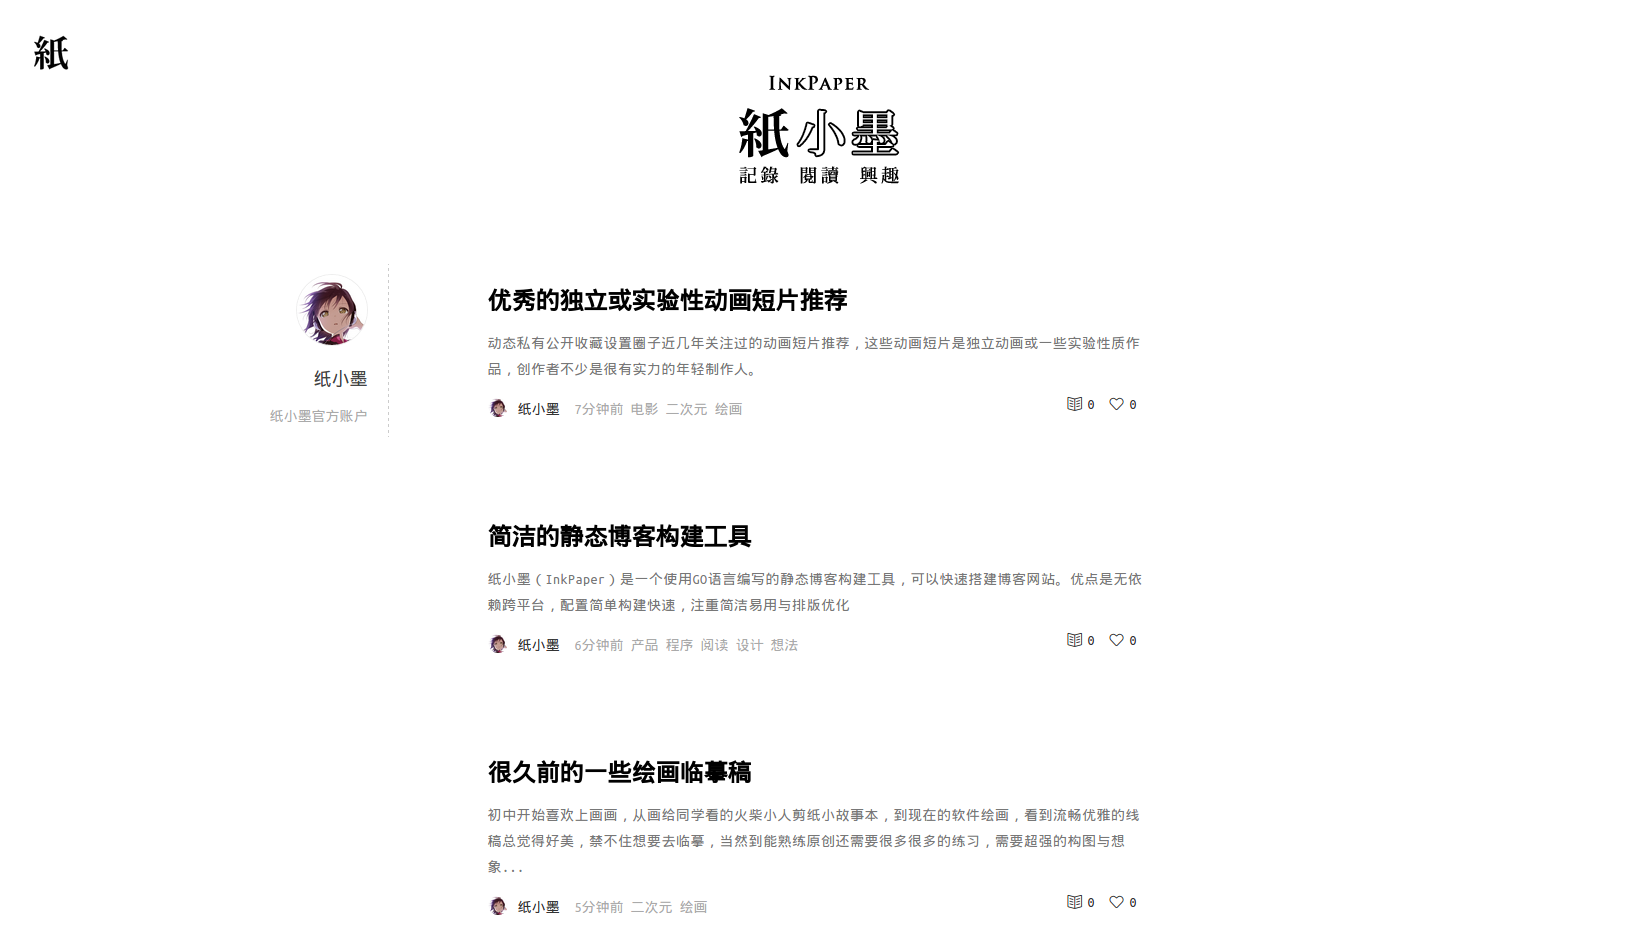 紙
InkPaper
紙小墨
記錄 閱讀 興趣
纸小墨
纸小墨官方账户
优秀的独立或实验性动画短片推荐
动态私有公开收藏设置圈子近几年关注过的动画短片推荐，这些动画短片是独立动画或一些实验性质作
品，创作者不少是很有实力的年轻制作人。
纸小墨 7分钟前 电影 二次元 绘画 0 0
简洁的静态博客构建工具
纸小墨（InkPaper）是一个使用GO语言编写的静态博客构建工具，可以快速搭建博客网站。优点是无依
赖跨平台，配置简单构建快速，注重简洁易用与排版优化
纸小墨 6分钟前 产品 程序 阅读 设计 想法 0 0
很久前的一些绘画临摹稿
初中开始喜欢上画画，从画给同学看的火柴小人剪纸小故事本，到现在的软件绘画，看到流畅优雅的线
稿总觉得好美，禁不住想要去临摹，当然到能熟练原创还需要很多很多的练习，需要超强的构图与想
象...
纸小墨 5分钟前 二次元 绘画 0 0